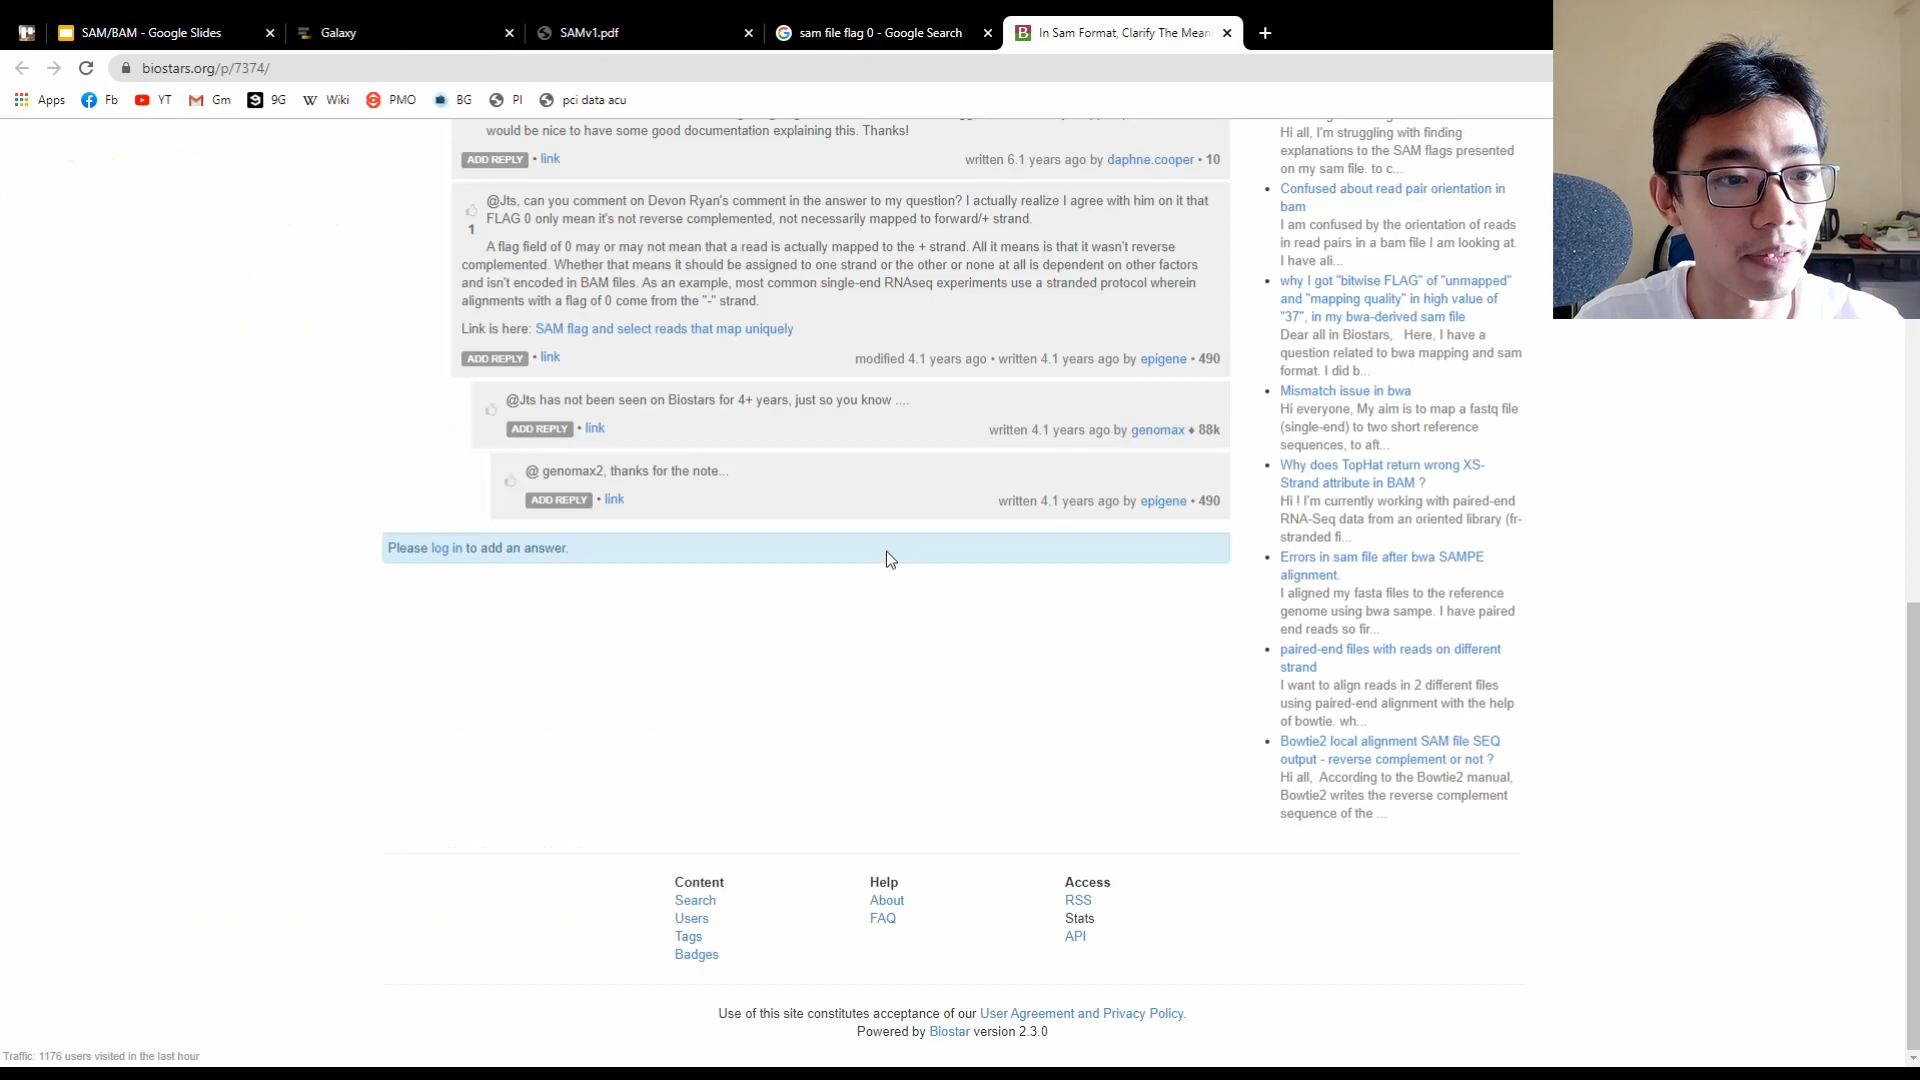 SAM/BAM - Google Slides
Galaxy
SAMv1.pdf
sam file flag 0 - Google Search
In Sam Format, Clarify The Meani
biostars.org/p/7374/
Apps
Fb
YT
Gm
9G
Wiki
PMO
BG
PI
pci data acu
would be nice to have some good documentation explaining this. Thanks!
ADD REPLY • link
written 6.1 years ago by daphne.cooper • 10
@Jts, can you comment on Devon Ryan's comment in the answer to my question? I actually realize I agree with him on it that
FLAG 0 only mean it's not reverse complemented, not necessarily mapped to forward/+ strand.
1
A flag field of 0 may or may not mean that a read is actually mapped to the + strand. All it means is that it wasn't reverse
complemented. Whether that means it should be assigned to one strand or the other or none at all is dependent on other factors
and isn't encoded in BAM files. As an example, most common single-end RNAseq experiments use a stranded protocol wherein
alignments with a flag of 0 come from the "-" strand.
Link is here: SAM flag and select reads that map uniquely
ADD REPLY • link
modified 4.1 years ago • written 4.1 years ago by epigene • 490
@Jts has not been seen on Biostars for 4+ years, just so you know ....
ADD REPLY • link
written 4.1 years ago by genomax ♦ 88k
@ genomax2, thanks for the note...
ADD REPLY • link
written 4.1 years ago by epigene • 490
Please log in to add an answer.
Hi all, I'm struggling with finding
explanations to the SAM flags presented
on my sam file. to c...
Confused about read pair orientation in
bam
I am confused by the orientation of reads
in read pairs in a bam file I am looking at.
I have ali...
why I got "bitwise FLAG" of "unmapped"
and "mapping quality" in high value of
"37", in my bwa-derived sam file
Dear all in Biostars, Here, I have a
question related to bwa mapping and sam
format. I did b...
Mismatch issue in bwa
Hi everyone, My aim is to map a fastq file
(single-end) to two short reference
sequences, to aft...
Why does TopHat return wrong XS-
Strand attribute in BAM ?
Hi ! I'm currently working with paired-end
RNA-Seq data from an oriented library (fr-
stranded fi...
Errors in sam file after bwa SAMPE
alignment.
I aligned my fasta files to the reference
genome using bwa sampe. I have paired
end reads so fir...
paired-end files with reads on different
strand
I want to align reads in 2 different files
using paired-end alignment with the help
of bowtie. wh...
Bowtie2 local alignment SAM file SEQ
output - reverse complement or not ?
Hi all, According to the Bowtie2 manual,
Bowtie2 writes the reverse complement
sequence of the ...
Content
Search
Users
Tags
Badges
Help
About
FAQ
Access
RSS
Stats
API
Use of this site constitutes acceptance of our User Agreement and Privacy Policy.
Powered by Biostar version 2.3.0
Traffic: 1176 users visited in the last hour